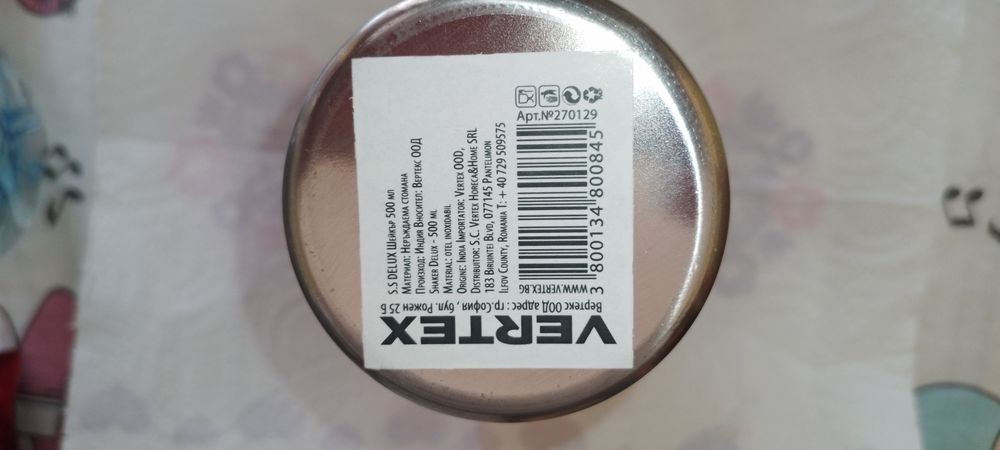 VERTEX
Вертекс ООД адрес : гр.София , бул. Рожен 25 Б
S.S DELUX Шейкър 500 мл
Материал: Неръждаема стомана
Произход: Индия Вносител: Вертекс ООД
Shaker Delux - 500 ml
Material: otel inoxidabil
Origine: India Importator: Vertex OOD,
Distribuitor: S.C. Vertex Horeca&Home SRL
183 Biruintei Blvd, 077145 Pantelimon
Ilfov County, Romania T: + 40 729 509575
WWW.VERTEX.BG
Арт.№270129
3 800134 800845